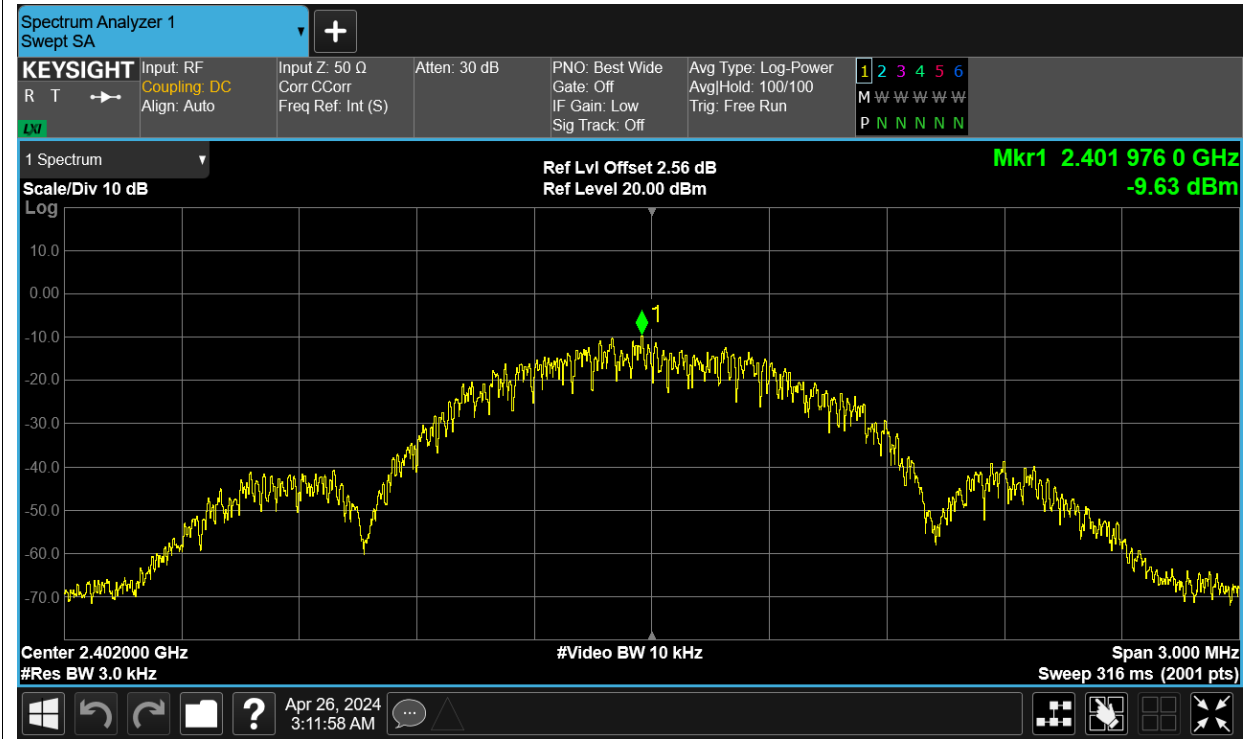 Spectrum Analyzer 1
Swept SA
KEYSIGHT
R T
LXI
Input: RF
Coupling: DC
Align: Auto
Input Z: 50 Ω
Corr CCorr
Freq Ref: Int (S)
Atten: 30 dB
PNO: Best Wide
Gate: Off
IF Gain: Low
Sig Track: Off
Avg Type: Log-Power
Avg|Hold: 100/100
Trig: Free Run
1 2 3 4 5 6
M W W W W W W
P N N N N N N
1 Spectrum
Scale/Div 10 dB
Log
Ref Lvl Offset 2.56 dB
Ref Level 20.00 dBm
Mkr1 2.401 976 0 GHz
-9.63 dBm
10.0
0.00
1
-10.0
-20.0
-30.0
-40.0
-50.0
-60.0
-70.0
Center 2.402000 GHz
#Video BW 10 kHz
Span 3.000 MHz
#Res BW 3.0 kHz
Sweep 316 ms (2001 pts)
?
Apr 26, 2024
3:11:58 AM